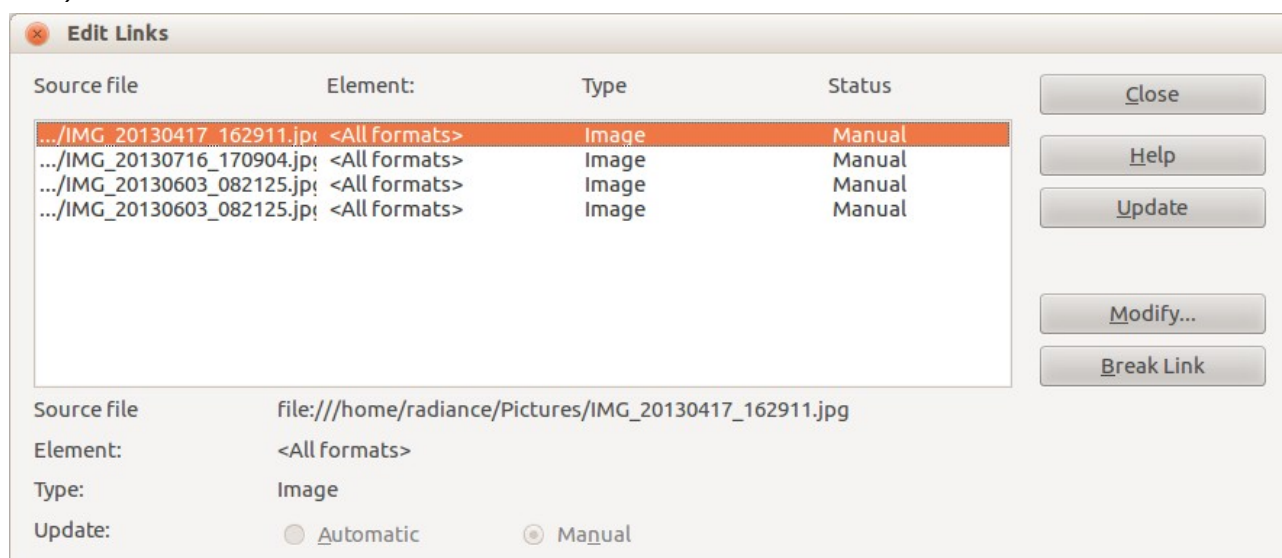 Edit Links
Source file Element: Type Status
Close
.../IMG_20130417_162911.jp <All formats> Image Manual
.../IMG_20130716_170904.jp <All formats> Image Manual
Help
.../IMG_20130603_082125.jp <All formats> Image Manual
.../IMG_20130603_082125.jp <All formats> Image Manual
Update
Modify...
Break Link
Source file file:///home/radiance/Pictures/IMG_20130417_162911.jpg
Element: <All formats>
Type: Image
Update: Automatic Manual